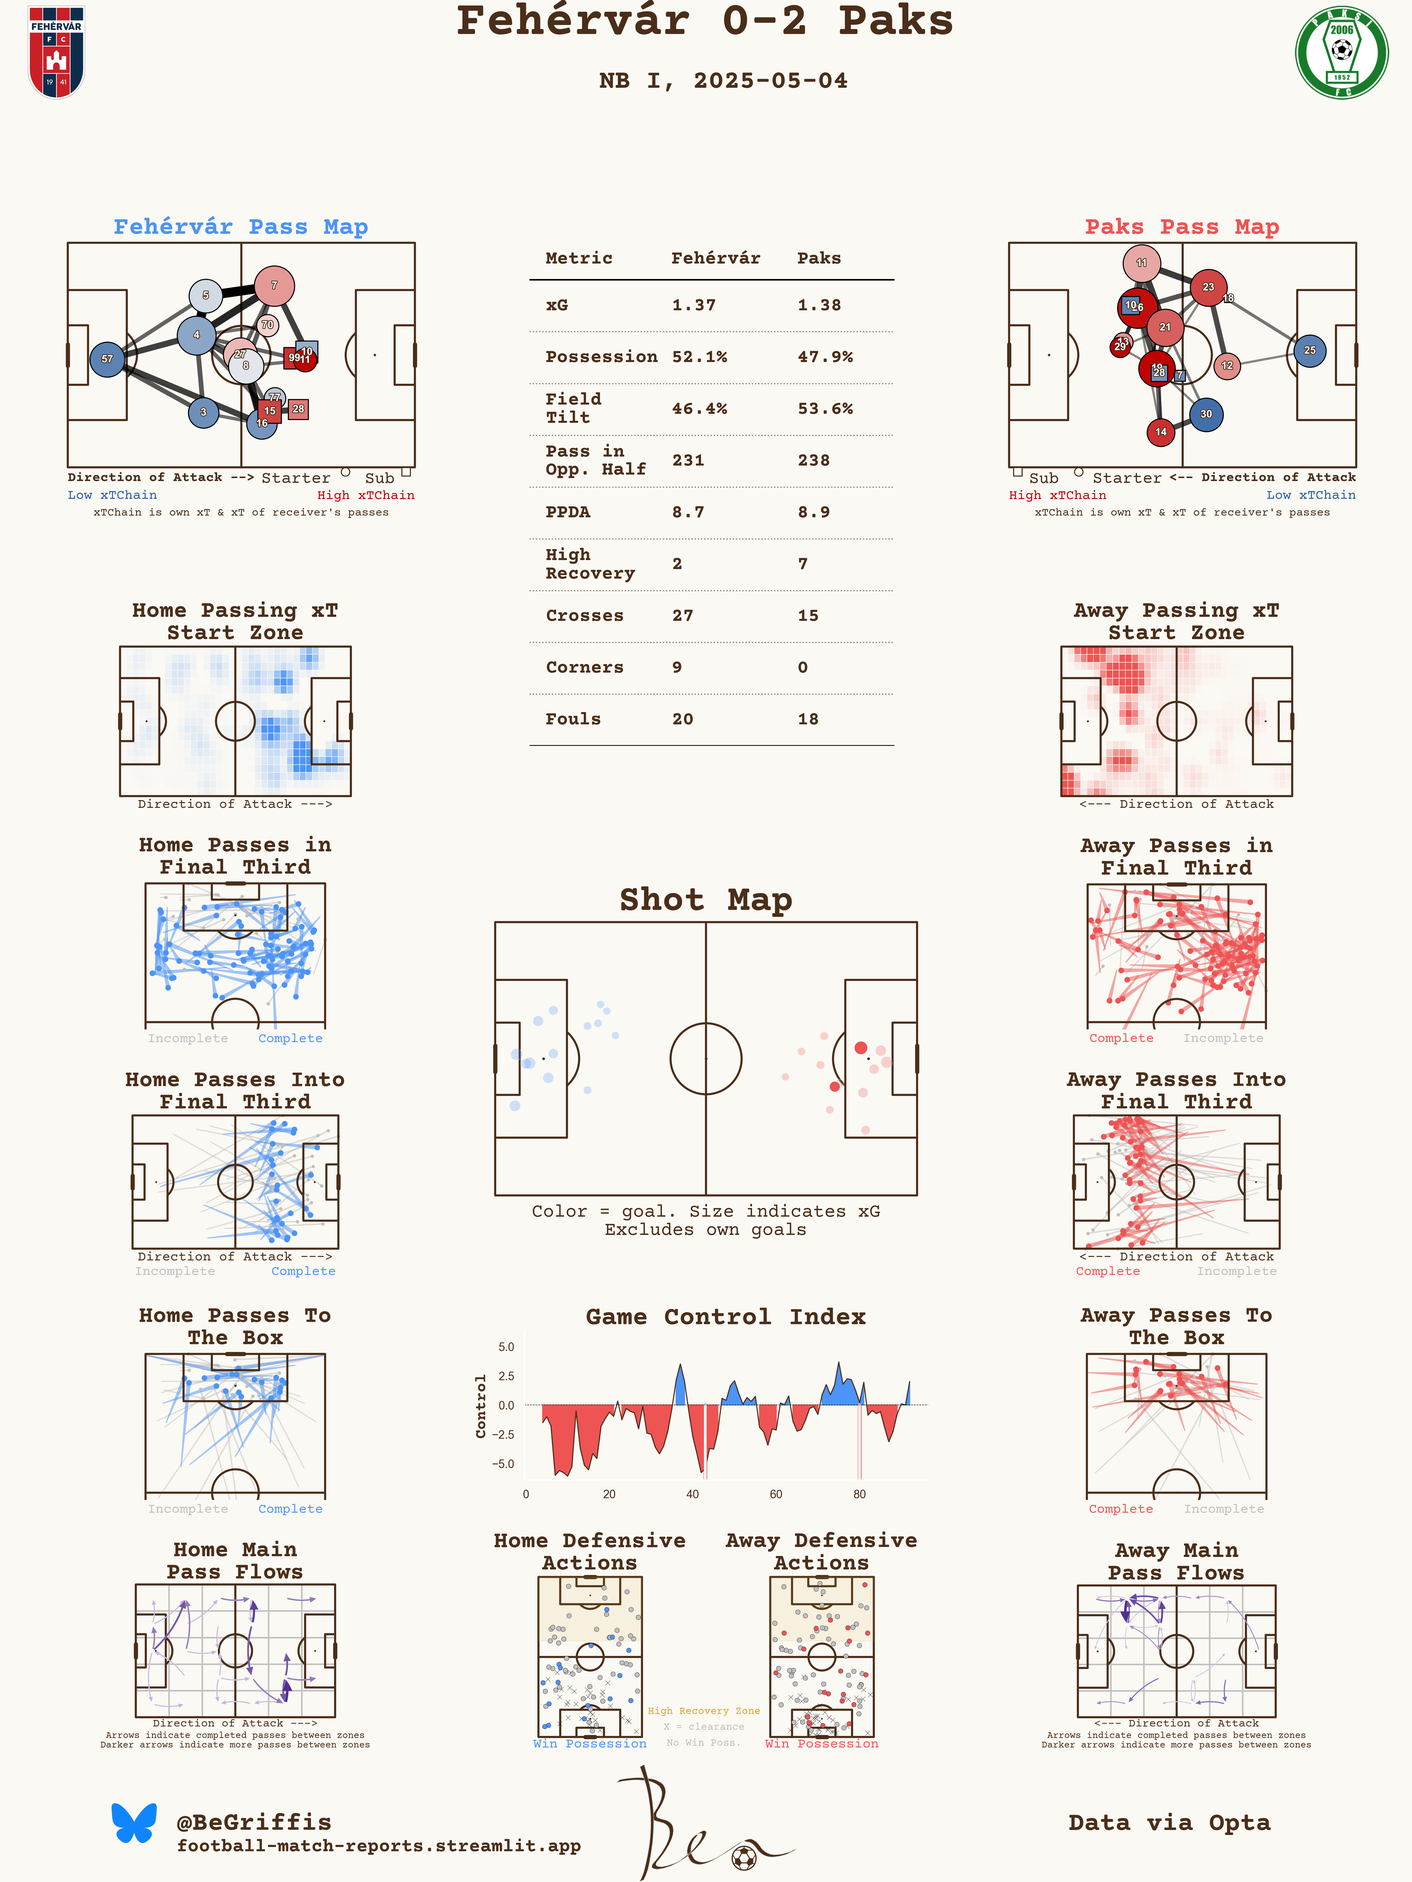 Fehérvár 0-2 Paks
NB I, 2025-05-04
FEHÉRVÁR
F C
19 41
PAKSI
2006
1952
FC
Fehérvár Pass Map
5
7
70
4
57
27
8
99
10
11
77
3
15
28
16
Direction of Attack --> Starter Sub
Low xTChain High xTChain
xTChain is own xT & xT of receiver's passes
Metric Fehérvár Paks
xG 1.37 1.38
Possession 52.1% 47.9%
Field
Tilt 46.4% 53.6%
Pass in
Opp. Half 231 238
PPDA 8.7 8.9
High
Recovery 2 7
Crosses 27 15
Corners 9 0
Fouls 20 18
Paks Pass Map
11
23
18
10
21
13
29
25
12
28
7
30
14
Sub Starter <-- Direction of Attack
High xTChain Low xTChain
xTChain is own xT & xT of receiver's passes
Home Passing xT
Start Zone
Direction of Attack --->
Away Passing xT
Start Zone
<--- Direction of Attack
Home Passes in
Final Third
Incomplete Complete
Away Passes in
Final Third
Complete Incomplete
Shot Map
Color = goal. Size indicates xG
Excludes own goals
Home Passes Into
Final Third
Direction of Attack --->
Incomplete Complete
Away Passes Into
Final Third
<--- Direction of Attack
Complete Incomplete
Home Passes To
The Box
Incomplete Complete
Game Control Index
Control
5.0
2.5
0.0
−2.5
−5.0
0 20 40 60 80
Away Passes To
The Box
Complete Incomplete
Home Main
Pass Flows
Direction of Attack --->
Arrows indicate completed passes between zones
Darker arrows indicate more passes between zones
Home Defensive
Actions
Win Possession
Away Defensive
Actions
Win Possession
High Recovery Zone
X = clearance
No Win Poss.
Away Main
Pass Flows
<--- Direction of Attack
Arrows indicate completed passes between zones
Darker arrows indicate more passes between zones
@BeGriffis
football-match-reports.streamlit.app
Ben
Data via Opta